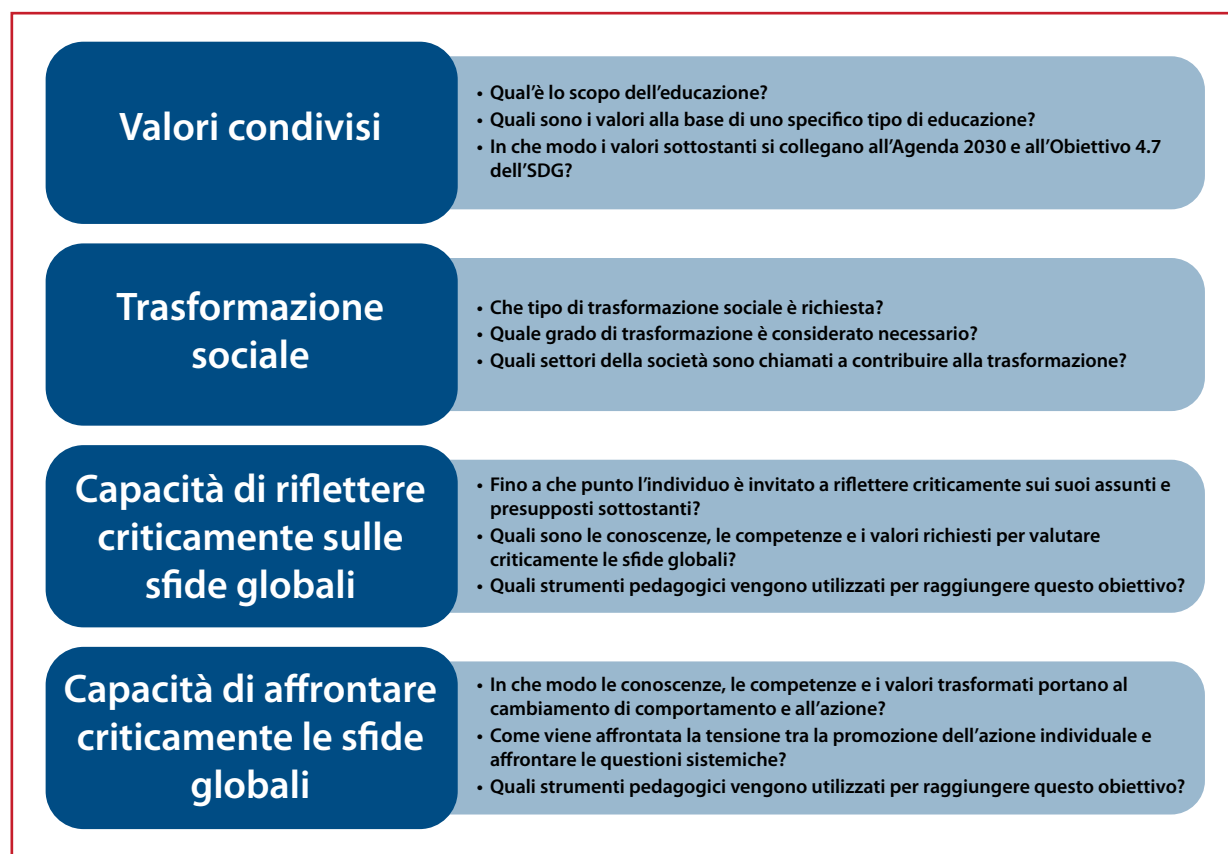 Valori condivisi
• Qual'è lo scopo dell'educazione?
• Quali sono i valori alla base di uno specifico tipo di educazione?
• In che modo i valori sottostanti si collegano all'Agenda 2030 e all'Obiettivo 4.7
dell'SDG?
Trasformazione
sociale
• Che tipo di trasformazione sociale è richiesta?
• Quale grado di trasformazione è considerato necessario?
• Quali settori della società sono chiamati a contribuire alla trasformazione?
Capacità di riflettere
criticamente sulle
sfide globali
• Fino a che punto l'individuo è invitato a riflettere criticamente sui suoi assunti e
presupposti sottostanti?
• Quali sono le conoscenze, le competenze e i valori richiesti per valutare
criticamente le sfide globali?
• Quali strumenti pedagogici vengono utilizzati per raggiungere questo obiettivo?
Capacità di affrontare
criticamente le sfide
globali
• In che modo le conoscenze, le competenze e i valori trasformati portano al
cambiamento di comportamento e all'azione?
• Come viene affrontata la tensione tra la promozione dell'azione individuale e
affrontare le questioni sistemiche?
• Quali strumenti pedagogici vengono utilizzati per raggiungere questo obiettivo?